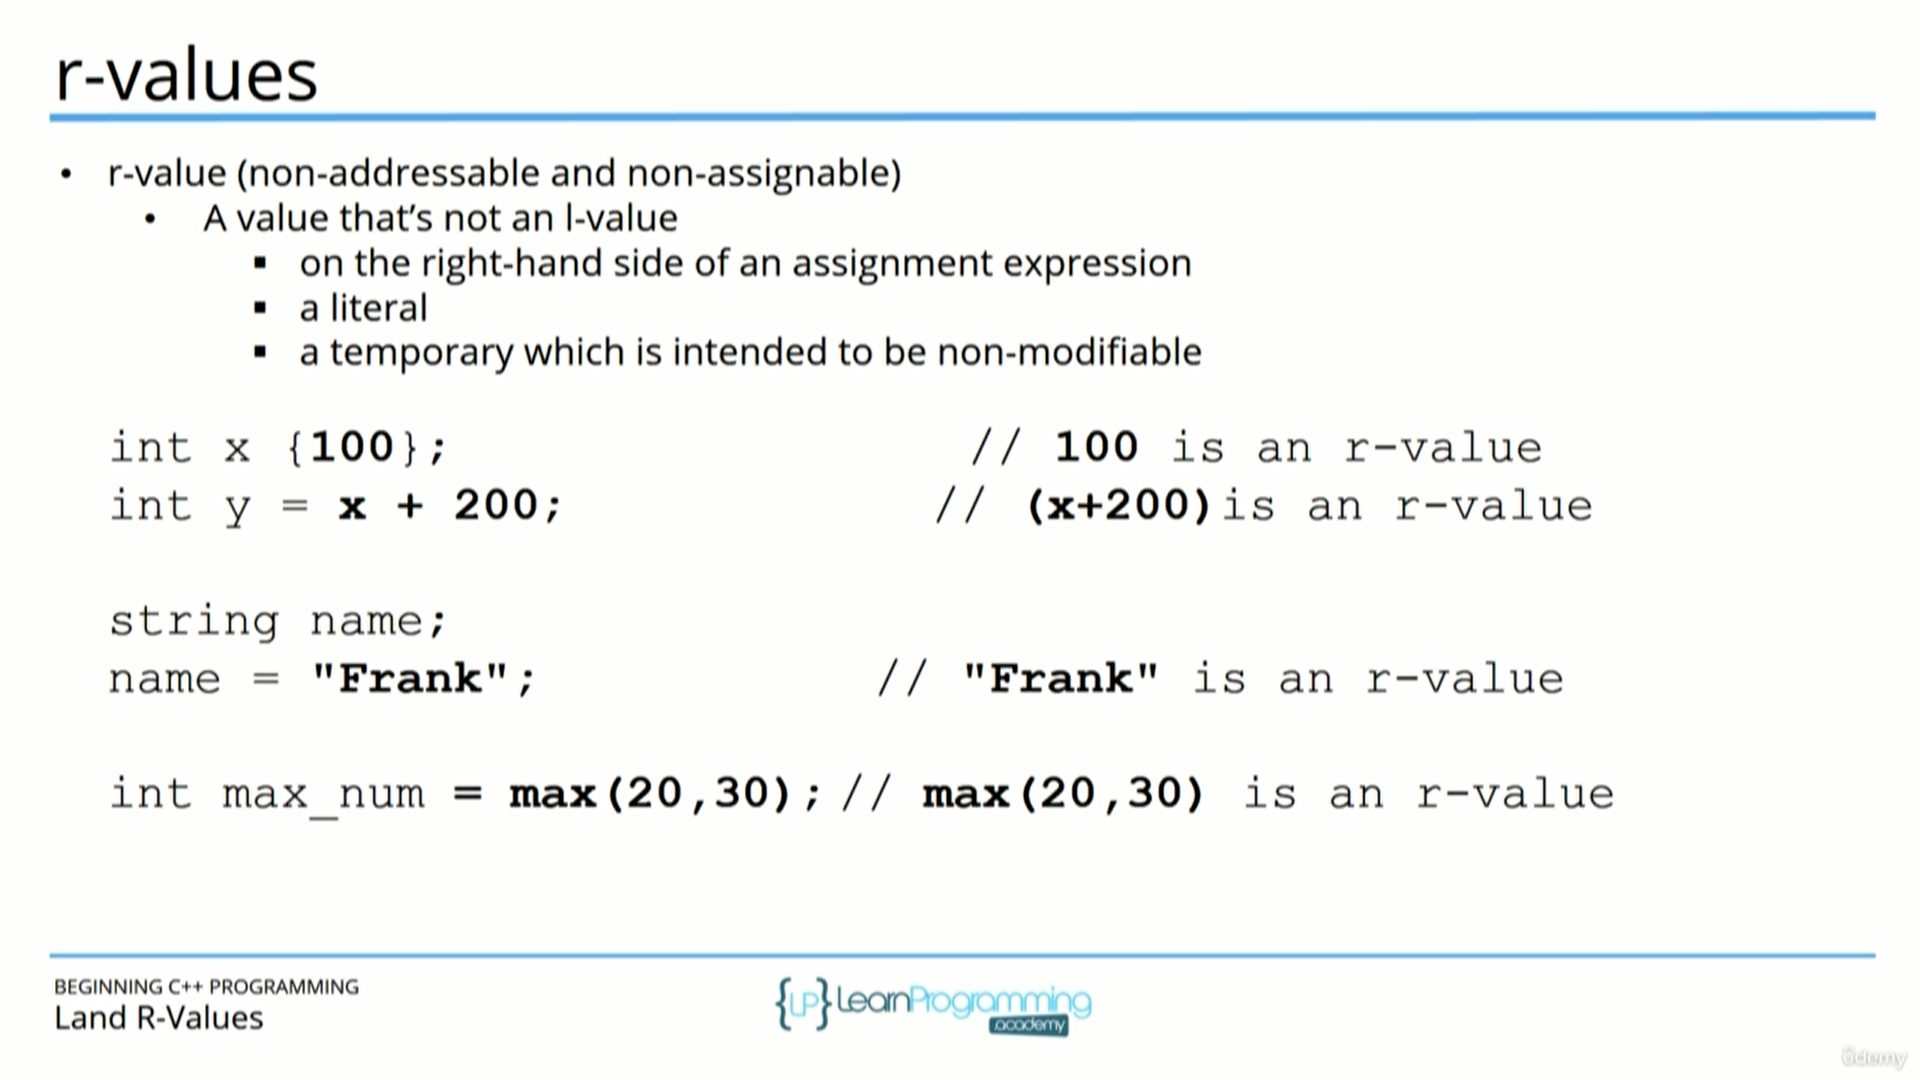 r-values
• r-value (non-addressable and non-assignable)
• A value that's not an l-value
▪ on the right-hand side of an assignment expression
▪ a literal
▪ a temporary which is intended to be non-modifiable
int x {100}; // 100 is an r-value
int y = x + 200; // (x+200)is an r-value
string name;
name = "Frank"; // "Frank" is an r-value
int max_num = max(20,30); // max(20,30) is an r-value
BEGINNING C++ PROGRAMMING
Land R-Values
{LP}LearnProgramming
academy
ûdemy